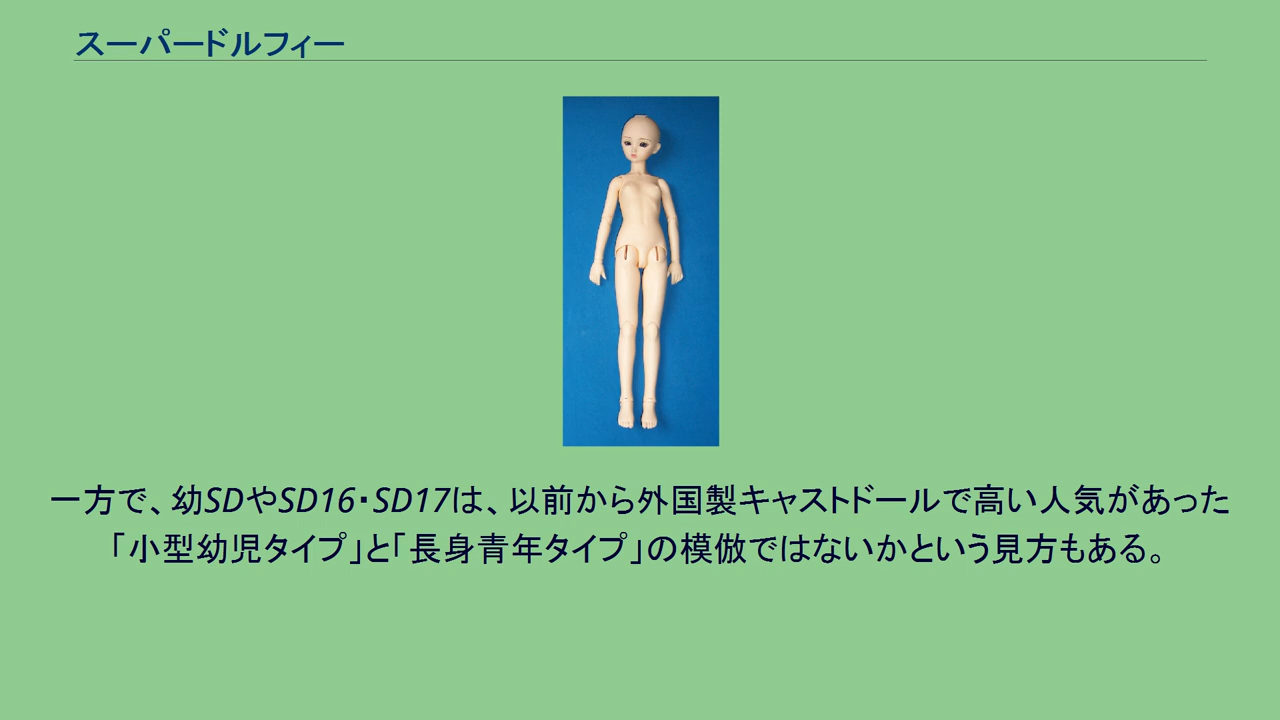 スーパードルフィー
一方で、幼SDやSD16・SD17は、以前から外国製キャストドールで高い人気があった
「小型幼児タイプ」と「長身青年タイプ」の模倣ではないかという見方もある。